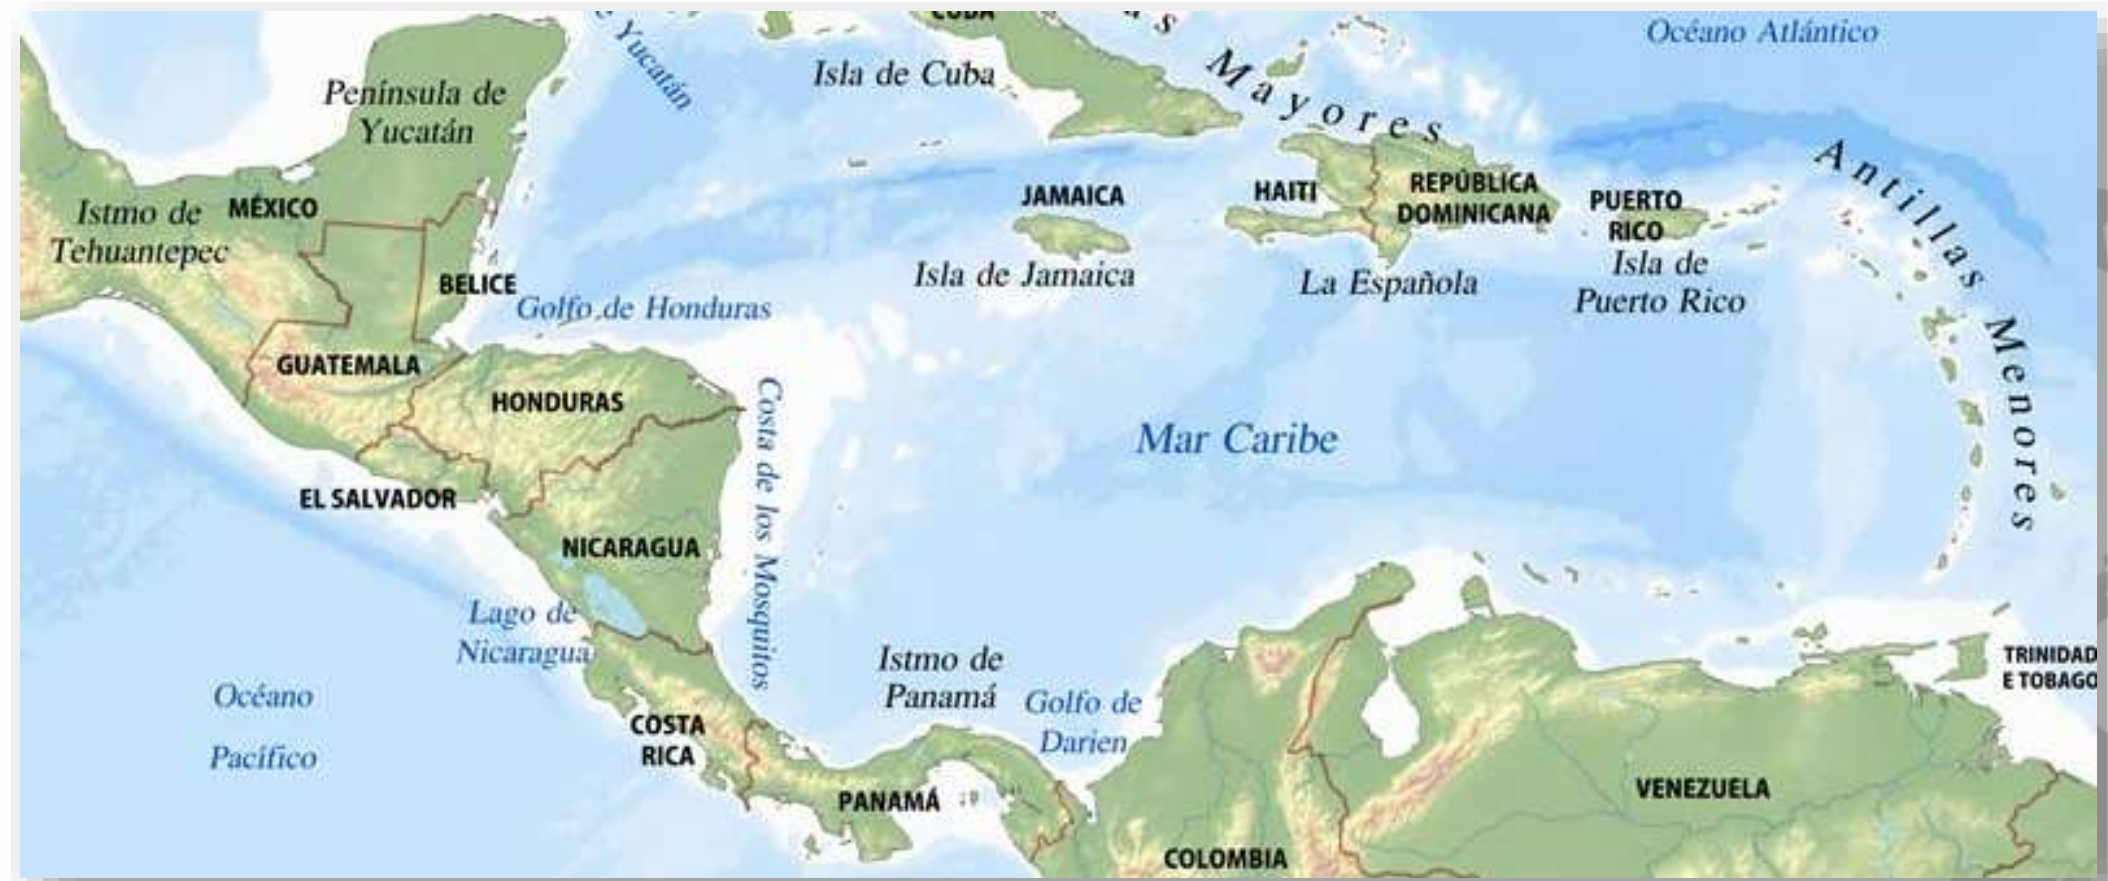 CUBA
Océano Atlántico
Yucatán
Isla de Cuba
Mayores
Península de
Yucatán
Antillas Menores
Istmo de
Tehuantepec
MÉXICO
JAMAICA
Isla de Jamaica
HAITI
REPÚBLICA
DOMINICANA
La Española
PUERTO
RICO
Isla de
Puerto Rico
BELICE
Golfo de Honduras
GUATEMALA
HONDURAS
Costa de los Mosquitos
Mar Caribe
EL SALVADOR
NICARAGUA
Lago de
Nicaragua
Istmo de
Panamá
Golfo de
Darien
TRINIDAD
E TOBAGO
Océano
Pacífico
COSTA
RICA
PANAMÁ
VENEZUELA
COLOMBIA